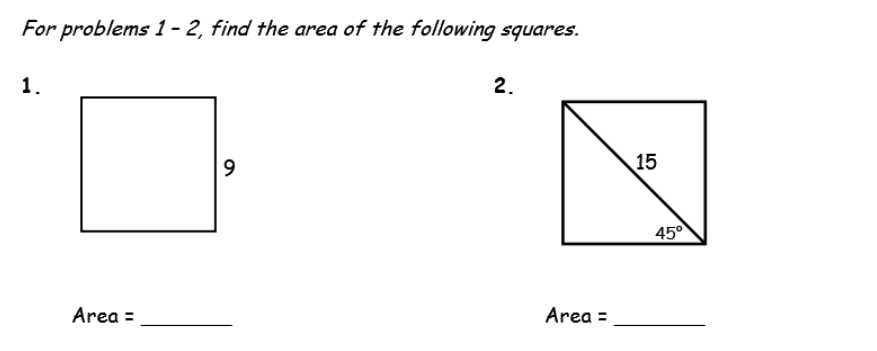 For problems 1 – 2, find the area of the following squares.
1.
9
Area = ________
2.
15
45°
Area = ________